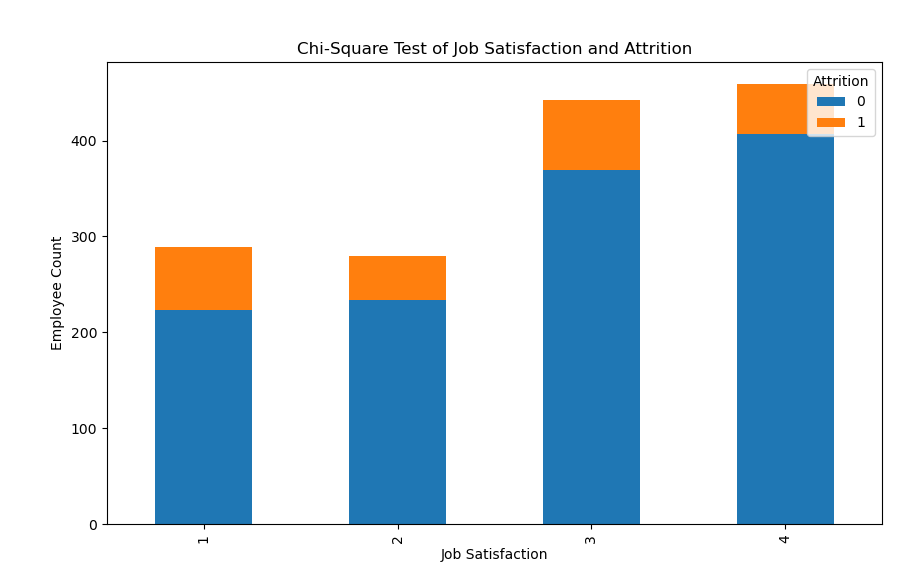 Chi-Square Test of Job Satisfaction and Attrition
Attrition
0
1
400
300
200
100
0
Employee Count
1
2
3
4
Job Satisfaction